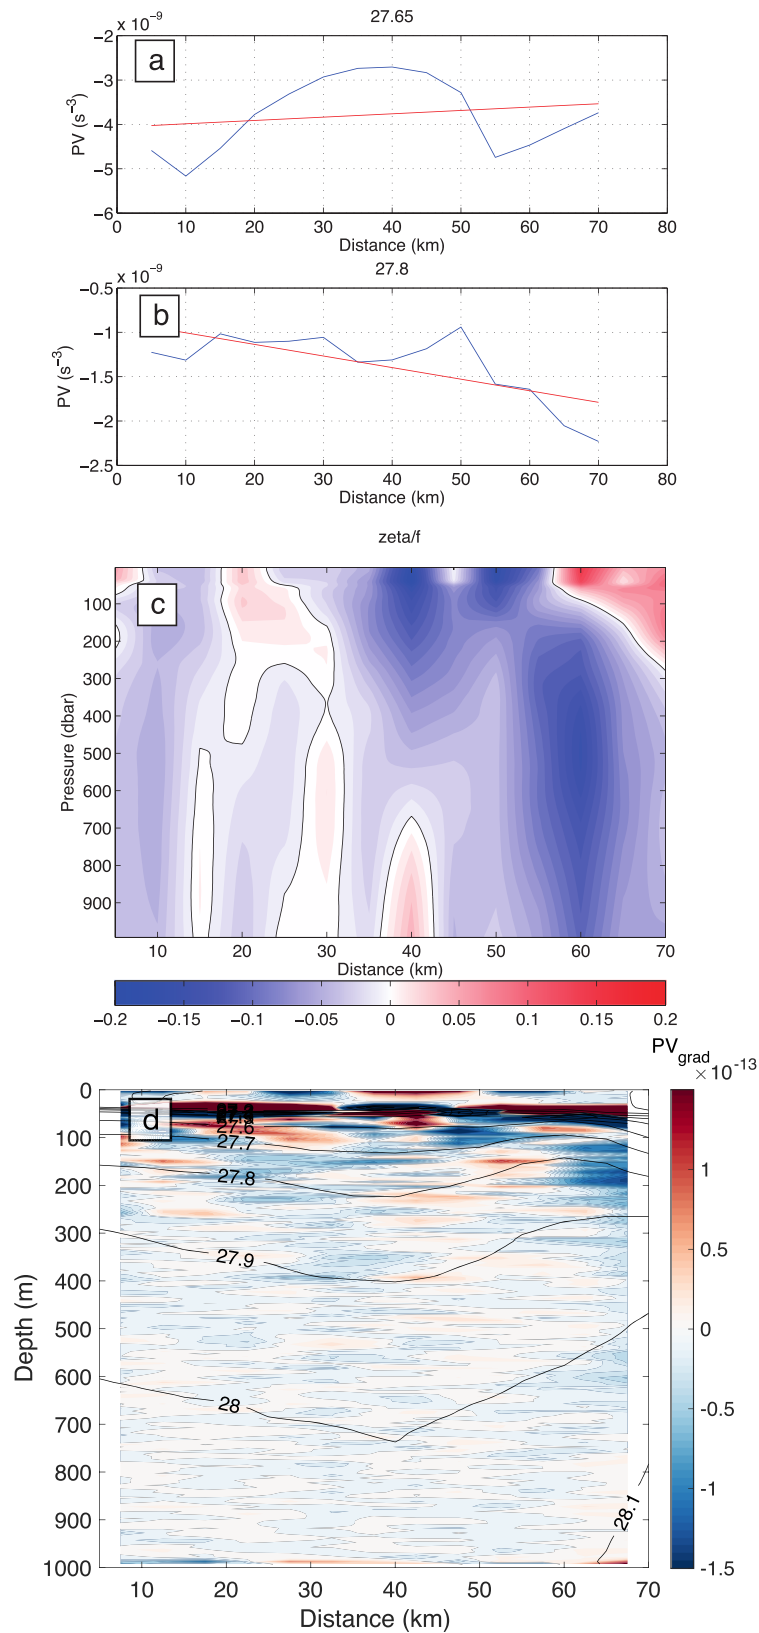 27.65
× 10⁻⁹
a
−2
−3
−4
−5
−6
PV (s⁻³)
0 10 20 30 40 50 60 70 80
Distance (km)
27.8
x 10⁻⁹
b
−0.5
−1
−1.5
−2
−2.5
PV (s⁻³)
0 10 20 30 40 50 60 70 80
Distance (km)
zeta/f
c
100
200
300
400
500
600
700
800
900
Pressure (dbar)
10 20 30 40 50 60 70
Distance (km)
−0.2 −0.15 −0.1 −0.05 0 0.05 0.1 0.15 0.2
PVgrad
×10⁻¹³
d
0
100
200
300
400
500
600
700
800
900
1000
Depth (m)
27.6
27.7
27.8
27.9
28
28.1
10 20 30 40 50 60 70
Distance (km)
1
0.5
0
-0.5
-1
-1.5